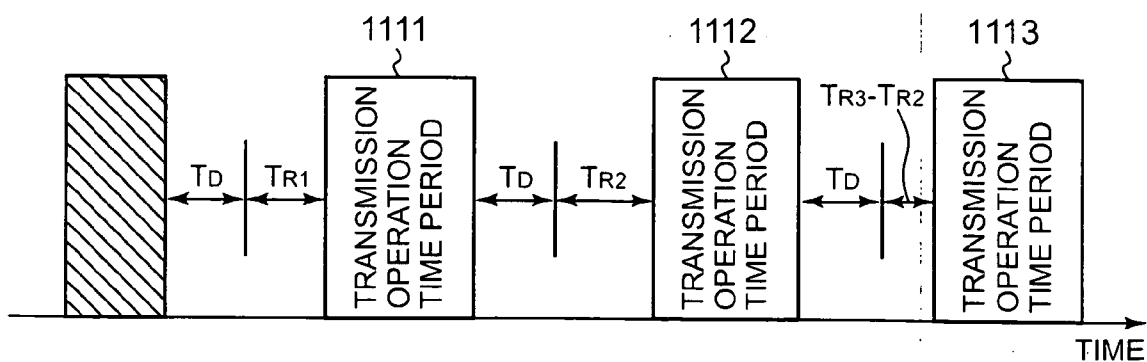 1111
1112
1113
TD
TR1
TRANSMISSION
OPERATION
TIME PERIOD
TD
TR2
TRANSMISSION
OPERATION
TIME PERIOD
TD
TR3-TR2
TRANSMISSION
OPERATION
TIME PERIOD
TIME